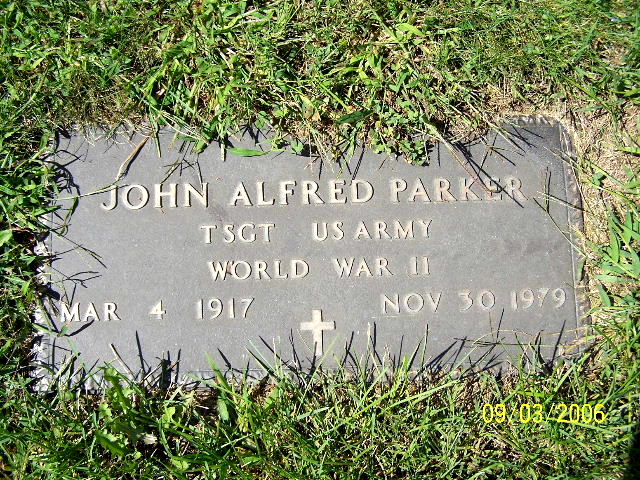 JOHN ALFRED PARKER
TSGT US ARMY
WORLD WAR II
MAR 4 1917 NOV 30 1979
09/03/2006